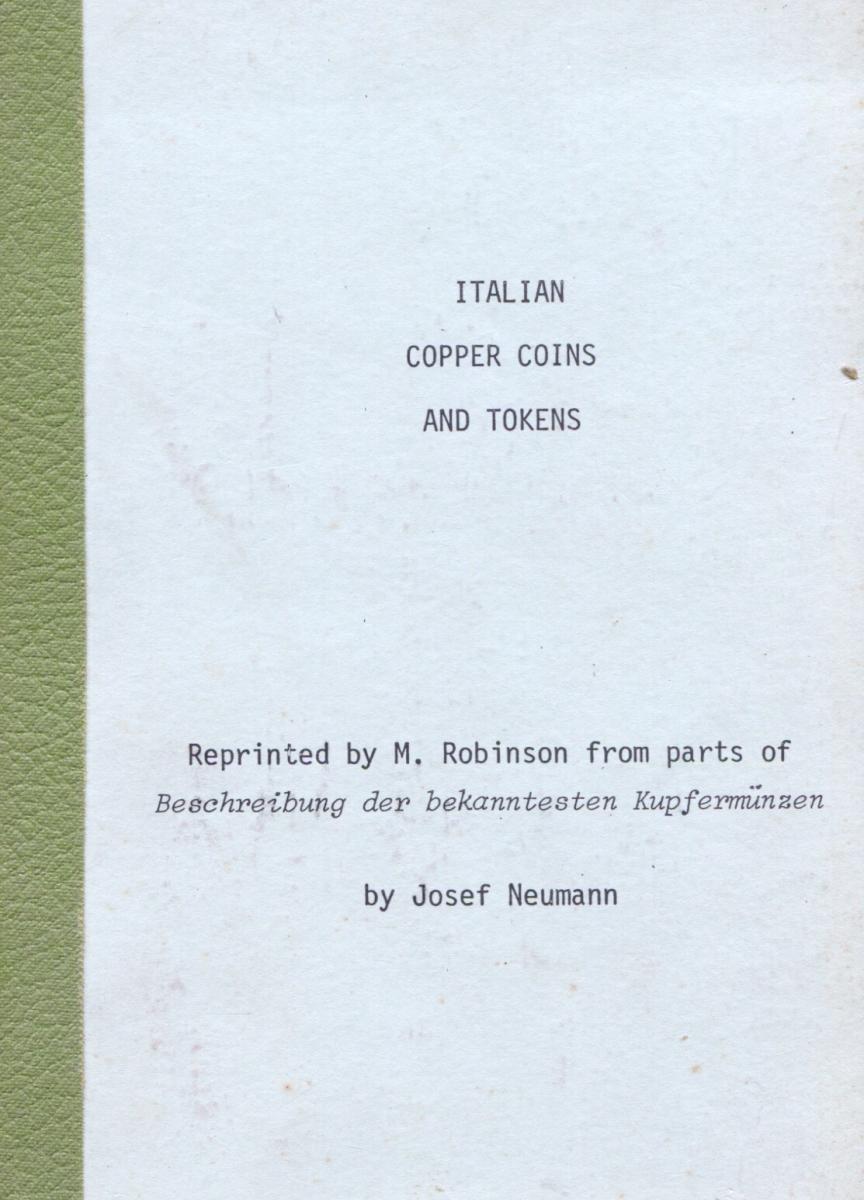 ITALIAN
COPPER COINS
AND TOKENS
Reprinted by M. Robinson from parts of
Beschreibung der bekanntesten Kupfermünzen
by Josef Neumann